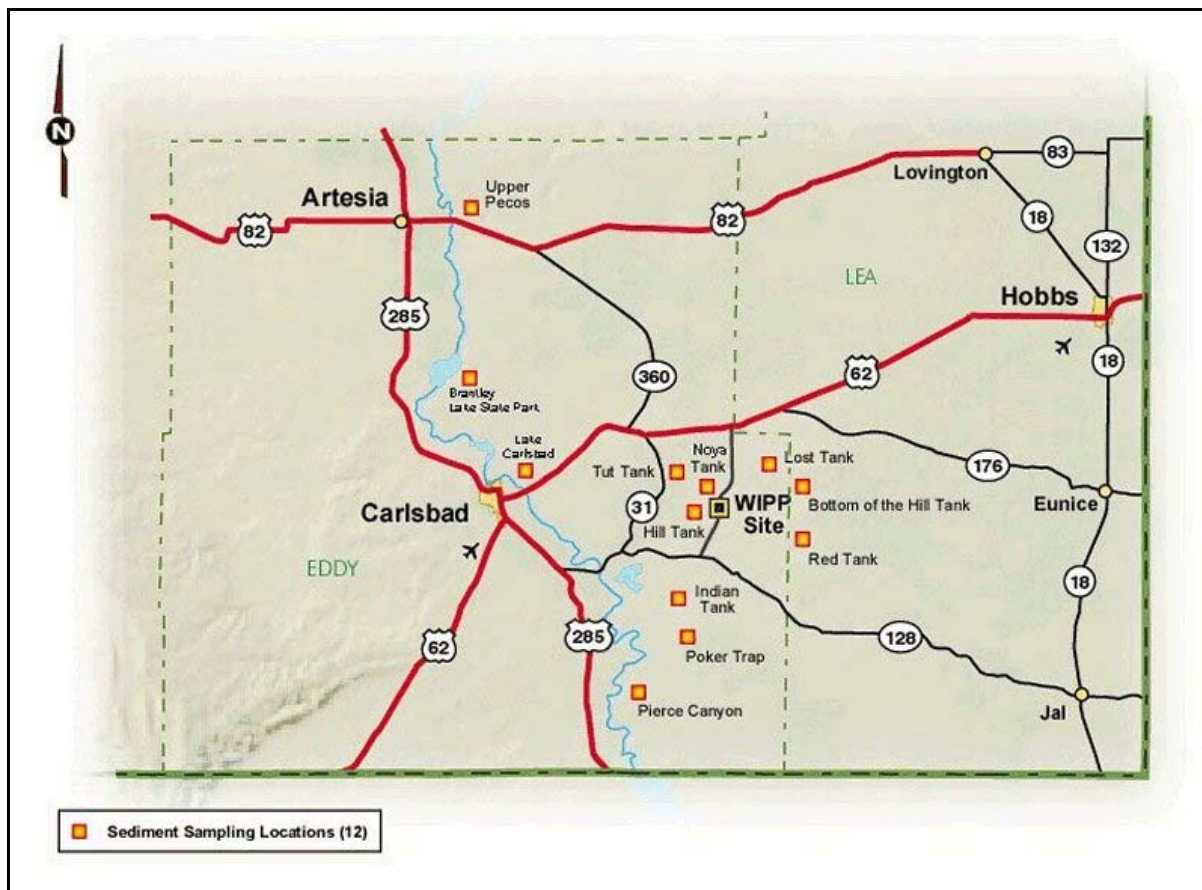 N
Artesia
Upper
Pecos
Lovington
83
82
82
18
132
LEA
Hobbs
285
360
62
18
Brantley
Lake State Park
Lake
Carlsbad
Noya
Tank
Tut Tank
Lost Tank
176
Carlsbad
31
WIPP
Site
Bottom of the Hill Tank
Eunice
Hill Tank
EDDY
Red Tank
Indian
Tank
18
62
285
Poker Trap
128
Pierce Canyon
Jal
Sediment Sampling Locations (12)